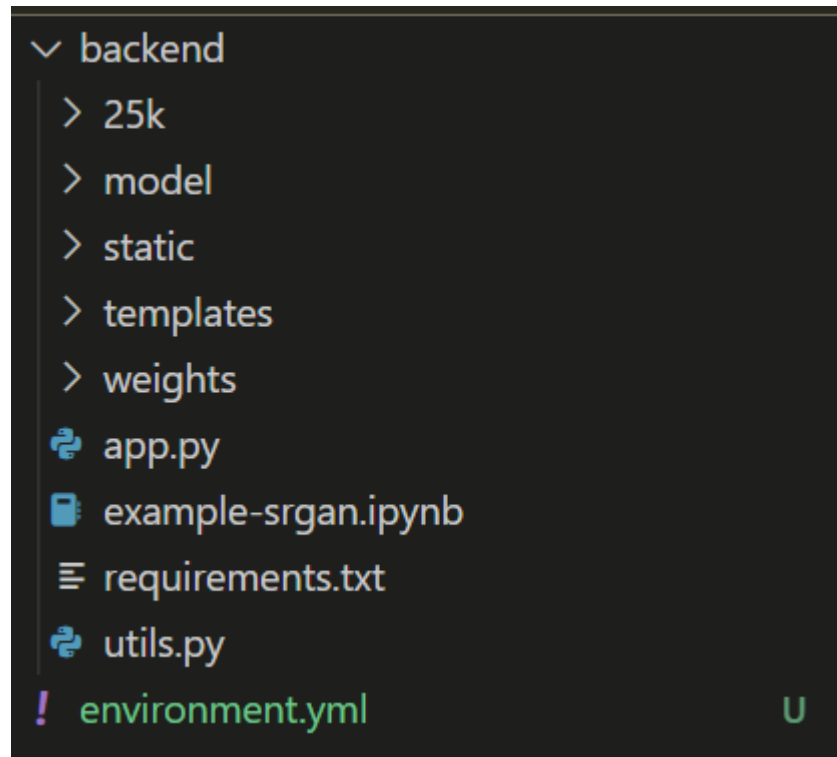 backend
25k
model
static
templates
weights
app.py
example-srgan.ipynb
requirements.txt
utils.py
! environment.yml U